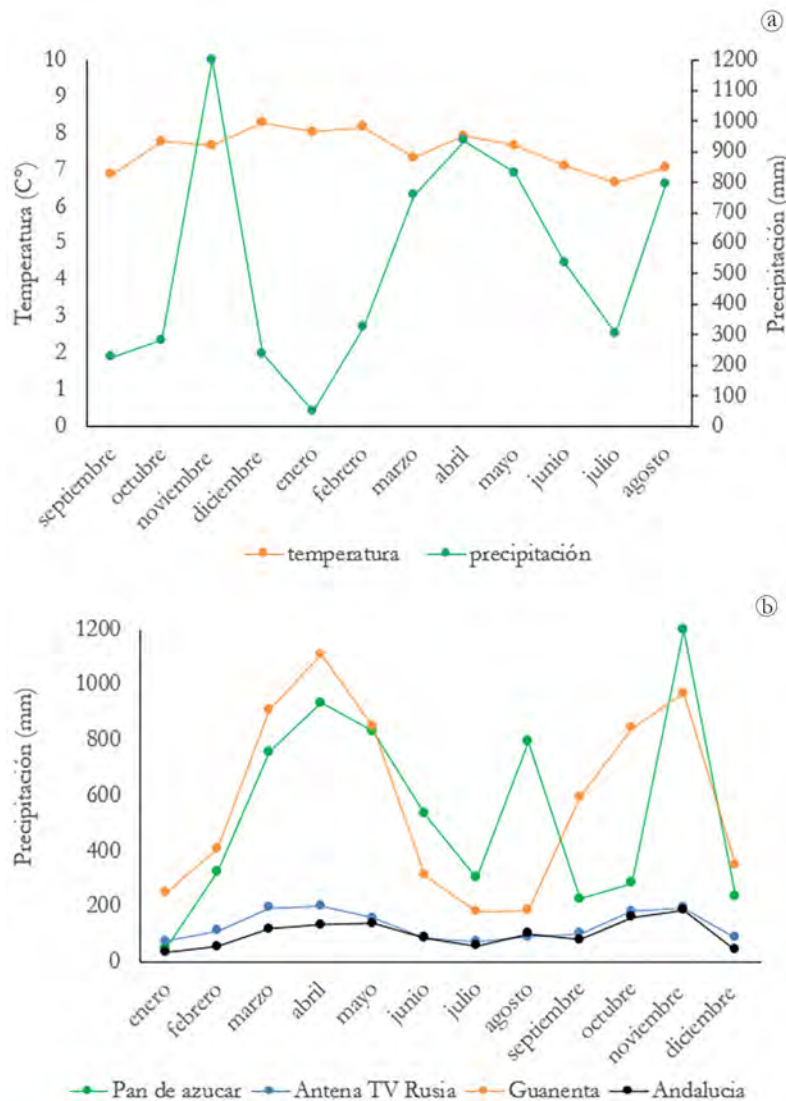 ⓐ
10
9
8
7
6
5
4
3
2
1
0
Temperatura (C°)
1200
1100
1000
900
800
700
600
500
400
300
200
100
0
Precipitación (mm)
septiembre
octubre
noviembre
diciembre
enero
febrero
marzo
abril
mayo
junio
julio
agosto
temperatura precipitación
ⓑ
1200
1000
800
600
400
200
0
Precipitación (mm)
enero
febrero
marzo
abril
mayo
junio
julio
agosto
septiembre
octubre
noviembre
diciembre
Pan de azucar Antena TV Rusia Guanenta Andalucia